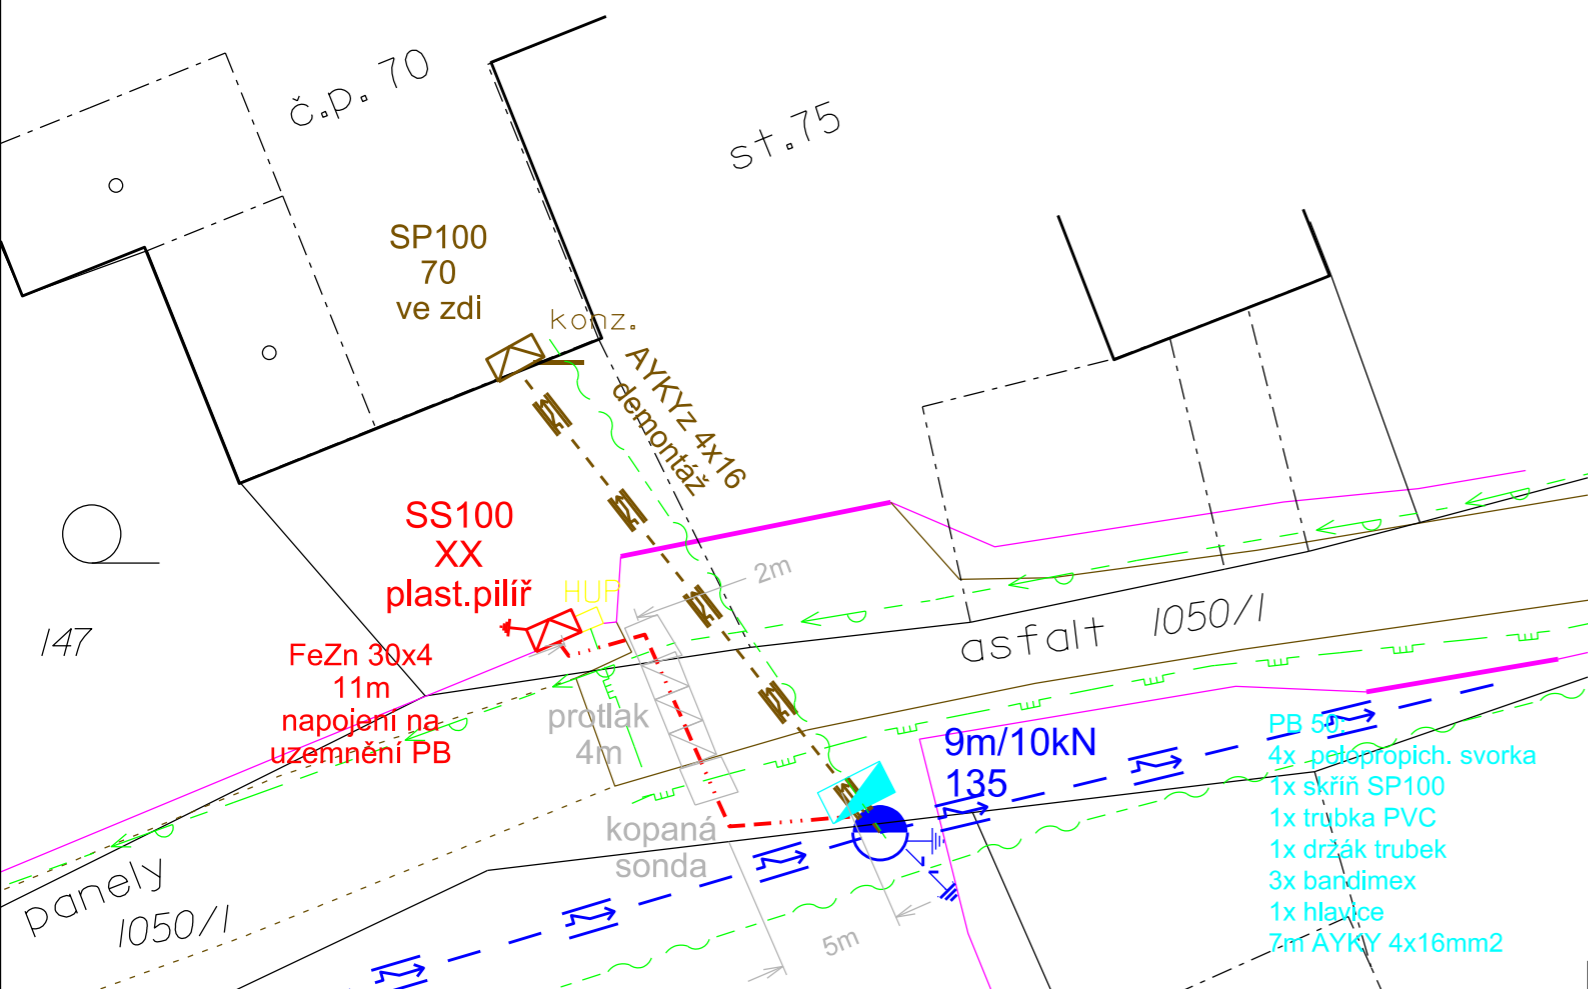 č.p. 70
st.75
SP100
70
ve zdi
konz.
AYKYz 4x16
demontáž
SS100
XX
plast.pilíř
HUP
2m
147
FeZn 30x4
11m
napojení na
uzemnění PB
asfalt 1050/1
protlak
4m
9m/10kN
135
PB 50:
4x potopropich. svorka
1x skříň SP100
1x trubka PVC
1x držák trubek
3x bandimex
1x hlavice
7m AYKY 4x16mm2
kopaná
sonda
panely
1050/1
5m